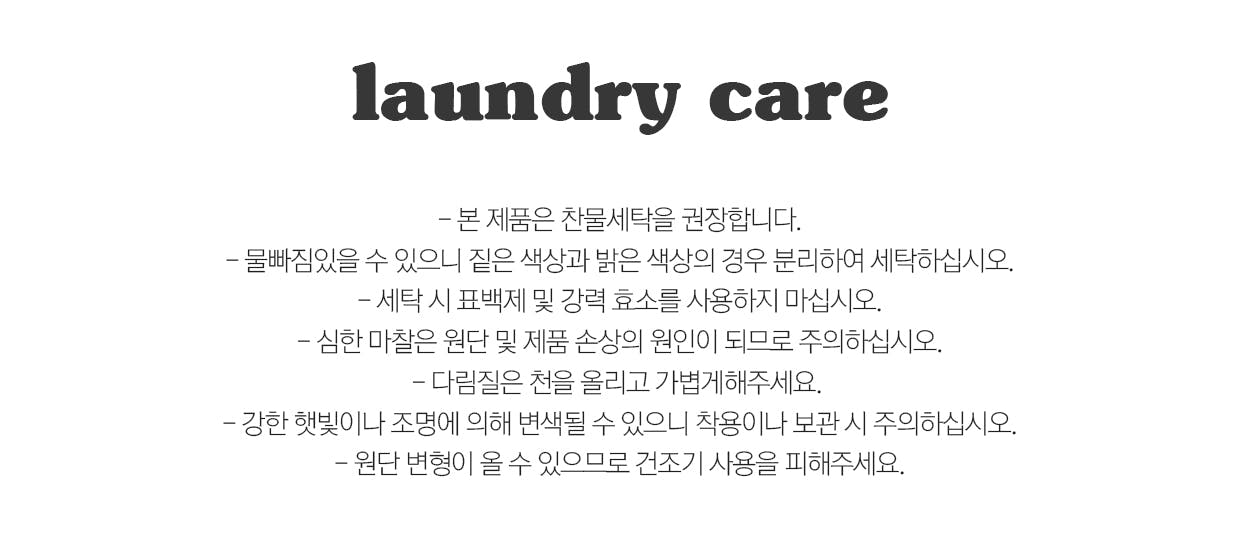 laundry care
– 본 제품은 찬물세탁을 권장합니다.
– 물빠짐있을 수 있으니 짙은 색상과 밝은 색상의 경우 분리하여 세탁하십시오.
– 세탁 시 표백제 및 강력 효소를 사용하지 마십시오.
– 심한 마찰은 원단 및 제품 손상의 원인이 되므로 주의하십시오.
– 다림질은 천을 올리고 가볍게해주세요.
– 강한 햇빛이나 조명에 의해 변색될 수 있으니 착용이나 보관 시 주의하십시오.
– 원단 변형이 올 수 있으므로 건조기 사용을 피해주세요.